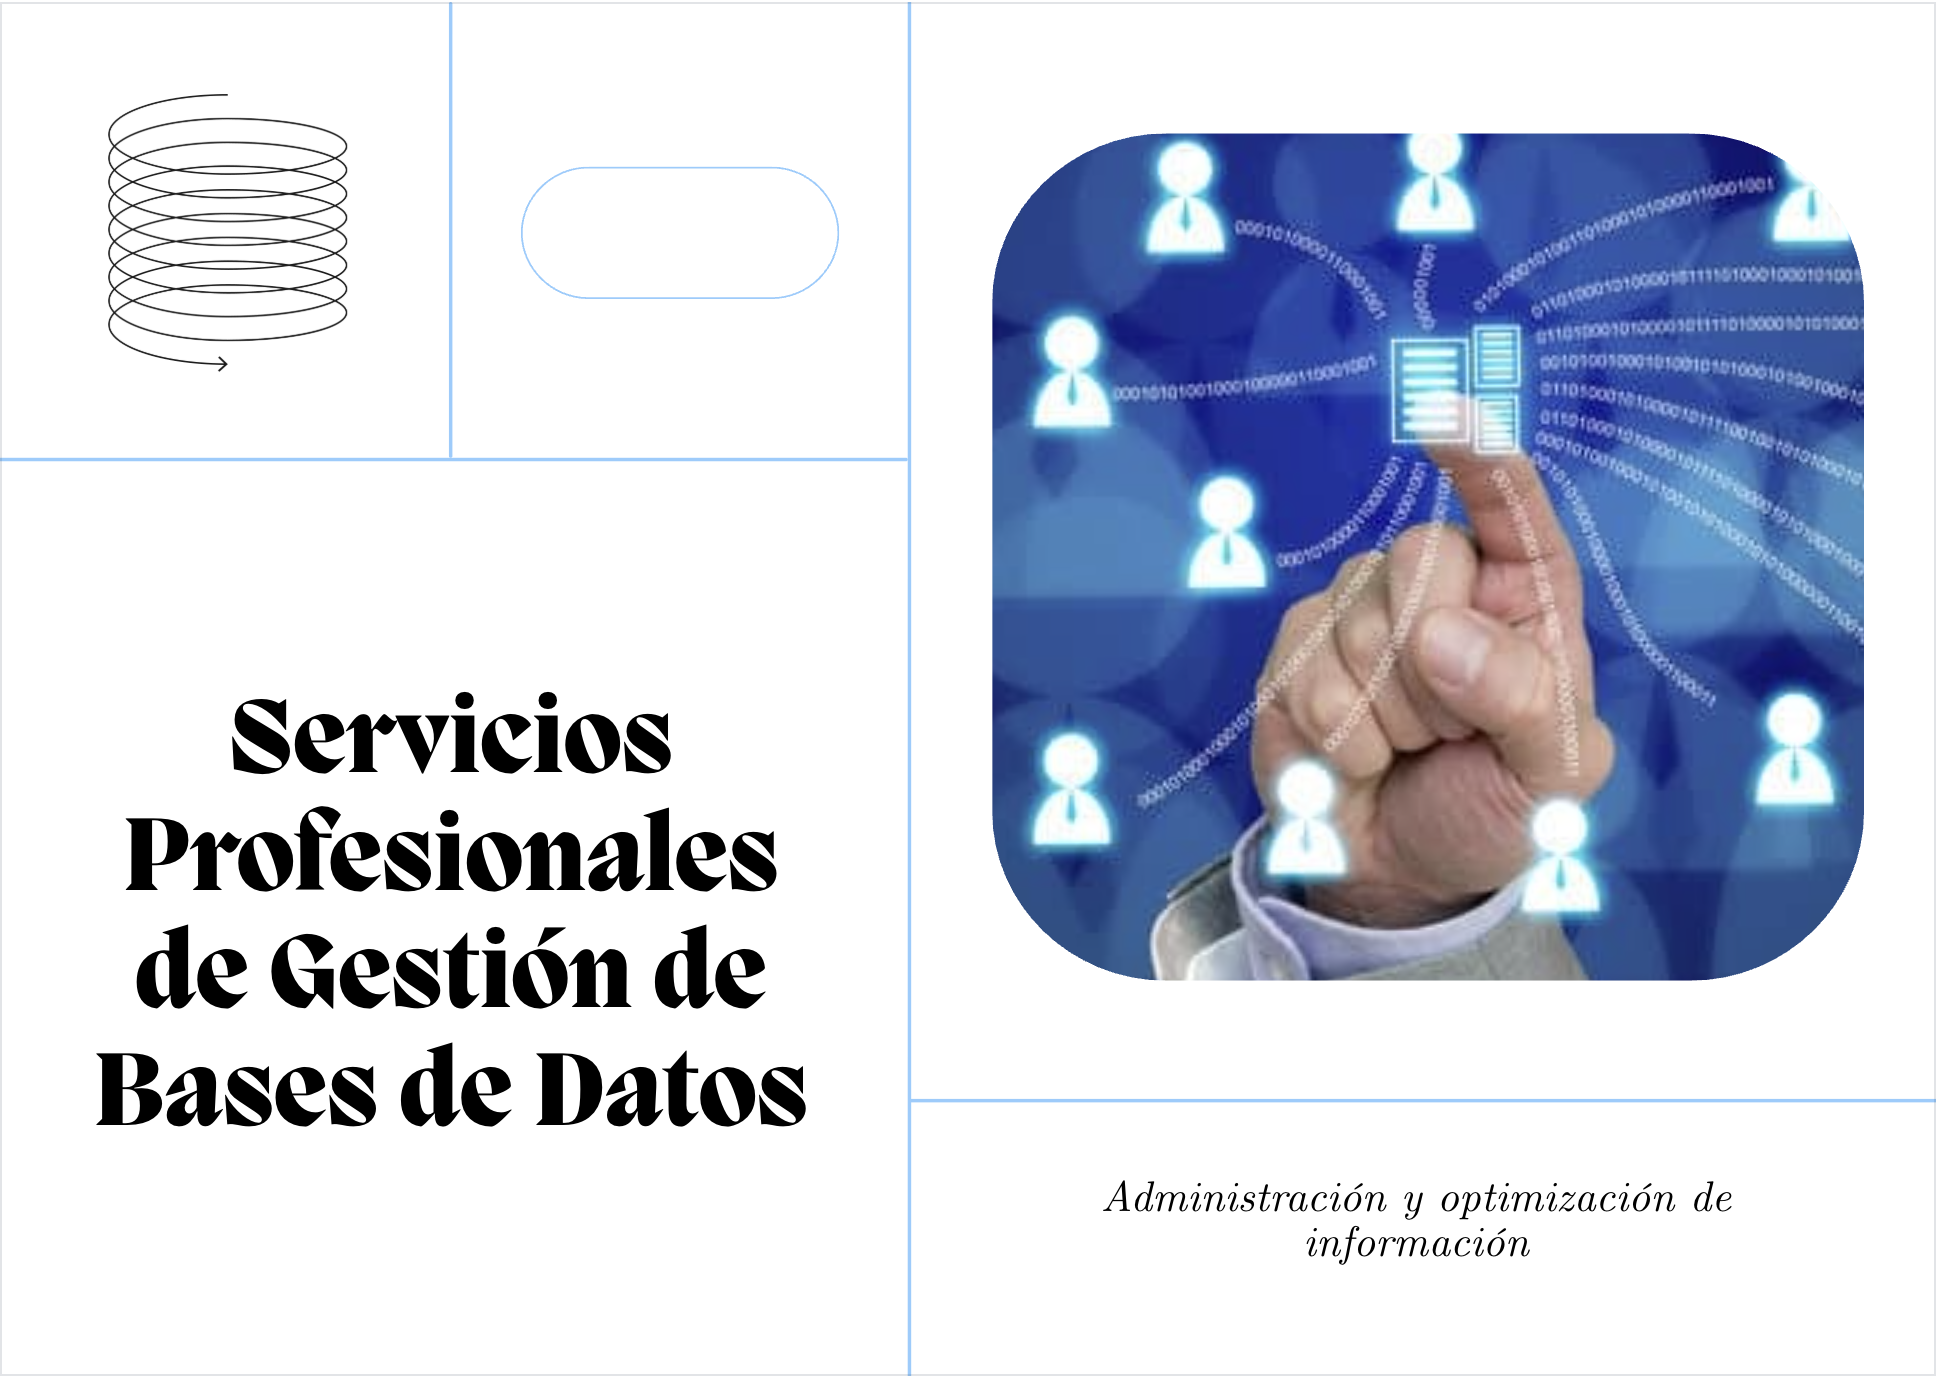 Servicios
Profesionales
de Gestión de
Bases de Datos
Administración y optimización de
información